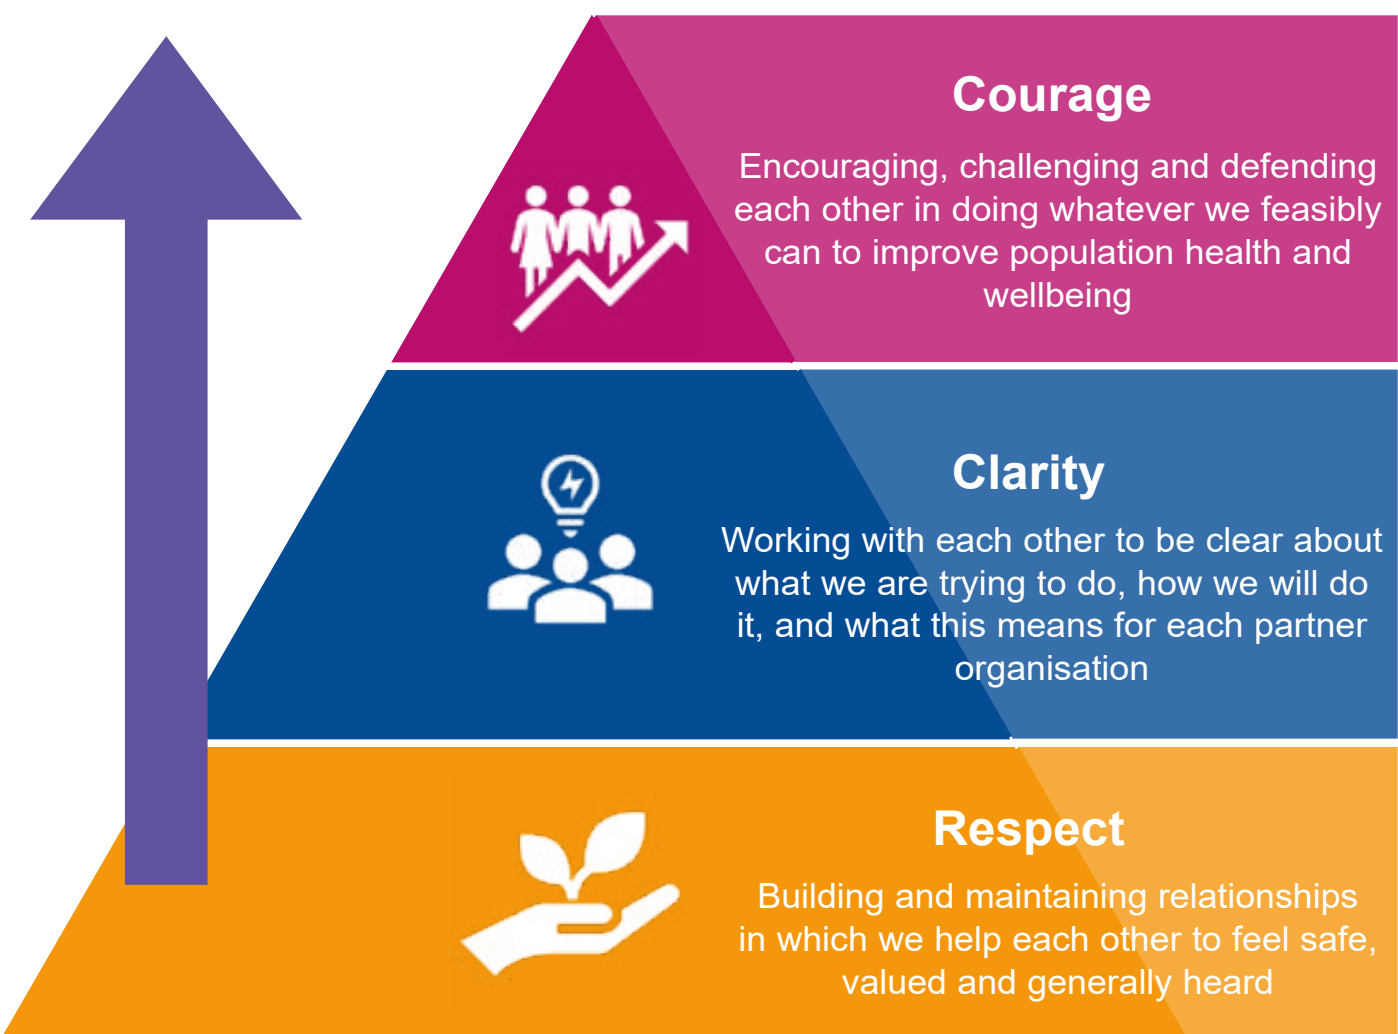 Courage
Encouraging, challenging and defending
each other in doing whatever we feasibly
can to improve population health and
wellbeing
Clarity
Working with each other to be clear about
what we are trying to do, how we will do
it, and what this means for each partner
organisation
Respect
Building and maintaining relationships
in which we help each other to feel safe,
valued and generally heard